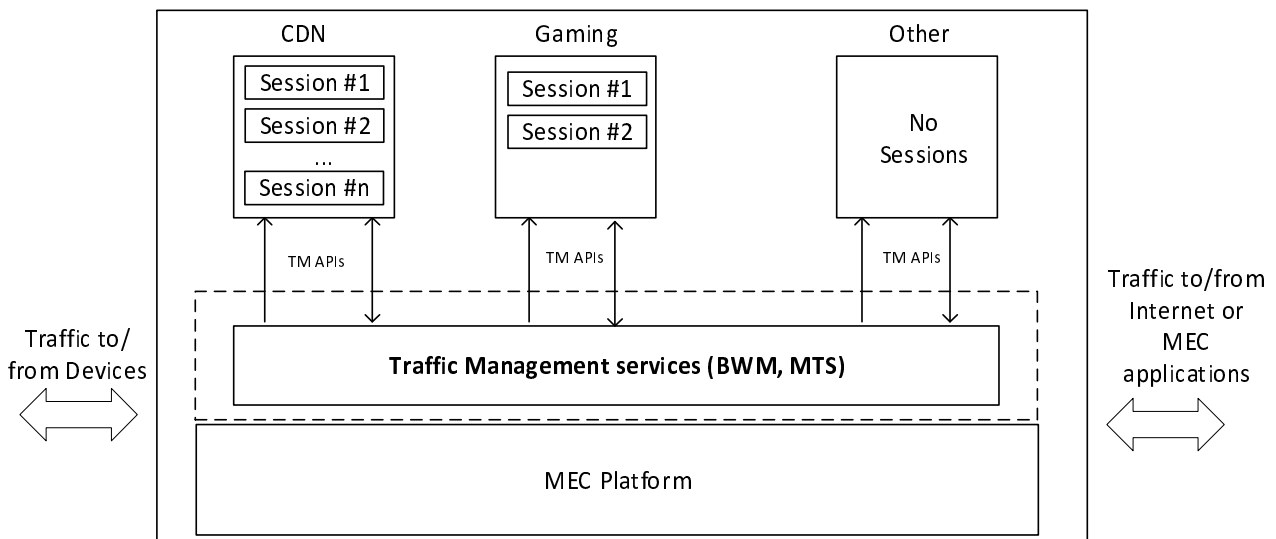 CDN
Gaming
Other
Session #1
Session #2
...
Session #n
Session #1
Session #2
No
Sessions
TM APIs
TM APIs
TM APIs
Traffic to/
from Devices
Traffic Management services (BWM, MTS)
MEC Platform
Traffic to/from
Internet or
MEC
applications